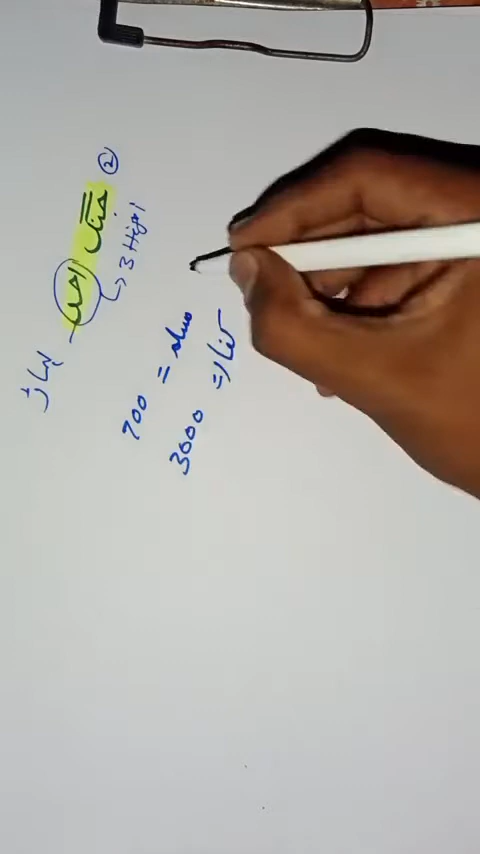 ② جنگ احد
3 Hijri
پہاڑ
700 = مسلم
3000 = کفار